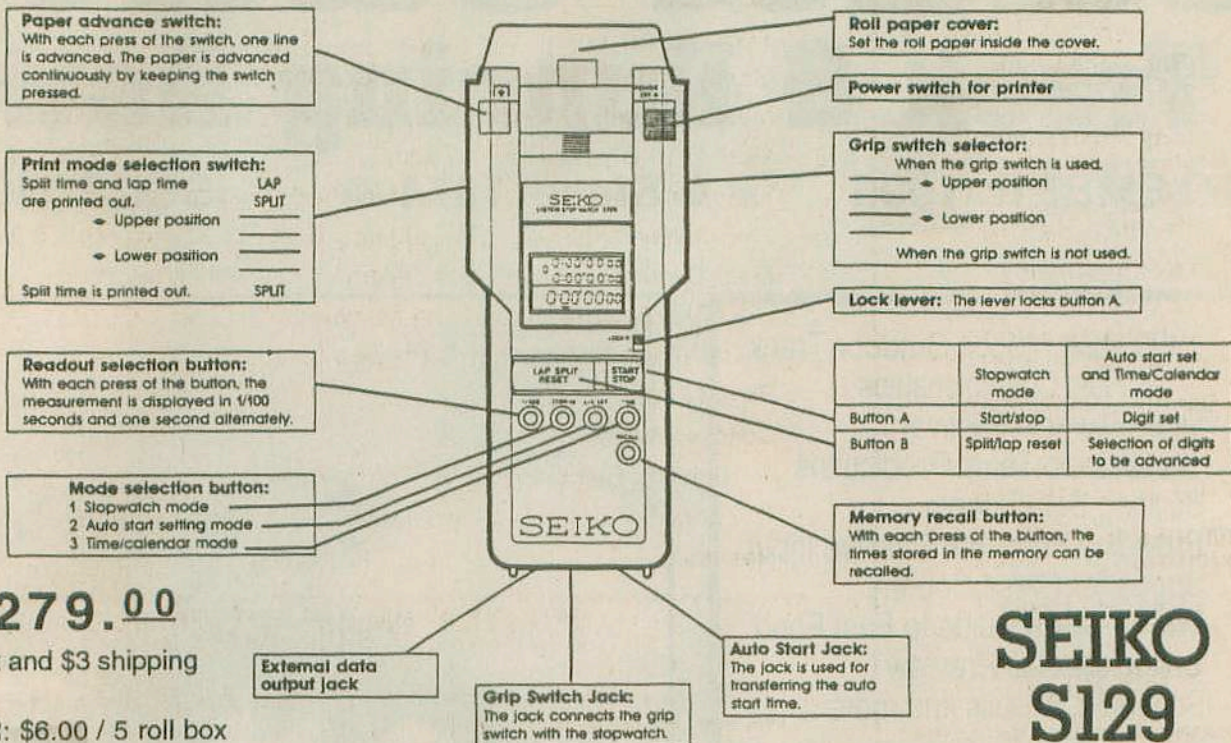 Paper advance switch:
With each press of the switch, one line
is advanced. The paper is advanced
continuously by keeping the switch
pressed.
Print mode selection switch:
Split time and lap time LAP
are printed out. SPLIT
Upper position
Lower position
Split time is printed out. SPLIT
Readout selection button:
With each press of the button, the
measurement is displayed in 1/100
seconds and one second alternately.
Mode selection button:
1 Stopwatch mode
2 Auto start setting mode
3 Time/calendar mode
279.00
and $3 shipping
: $6.00 / 5 roll box
External data
output jack
POWER
SEIKO
LAP SPLIT
RESET
START
STOP
RECALL
SEIKO
Grip Switch Jack:
The jack connects the grip
switch with the stopwatch.
Auto Start Jack:
The jack is used for
transferring the auto
start time.
Roll paper cover:
Set the roll paper inside the cover.
Power switch for printer
Grip switch selector:
When the grip switch is used.
Upper position
Lower position
When the grip switch is not used.
Lock lever: The lever locks button A.
Stopwatch mode
Auto start set and Time/Calendar mode
Button A Start/stop Digit set
Button B Split/lap reset Selection of digits to be advanced
Memory recall button:
With each press of the button, the
times stored in the memory can be
recalled.
SEIKO
S129